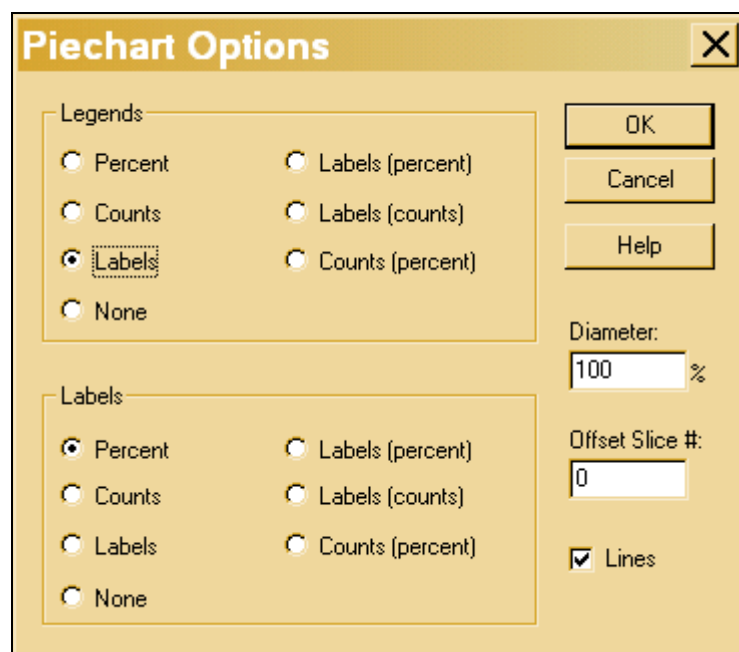 Piechart Options
Legends
Percent
Labels (percent)
Counts
Labels (counts)
Labels
Counts (percent)
None
Labels
Percent
Labels (percent)
Counts
Labels (counts)
Labels
Counts (percent)
None
OK
Cancel
Help
Diameter:
100 %
Offset Slice #:
0
Lines